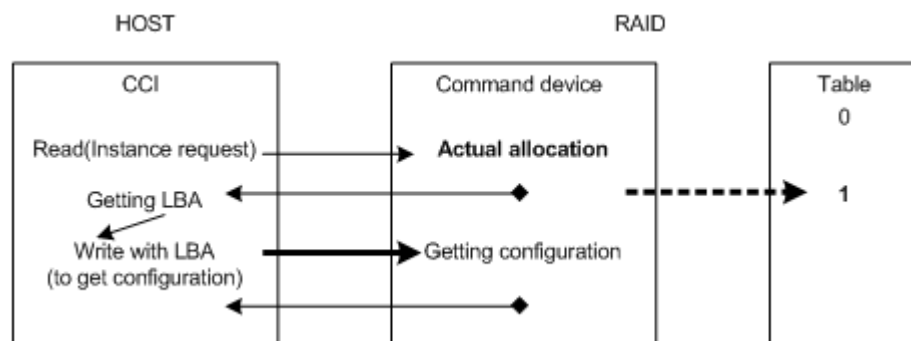 HOST RAID
CCI Command device Table
0
Read(Instance request) Actual allocation
Getting LBA 1
Write with LBA Getting configuration
(to get configuration)